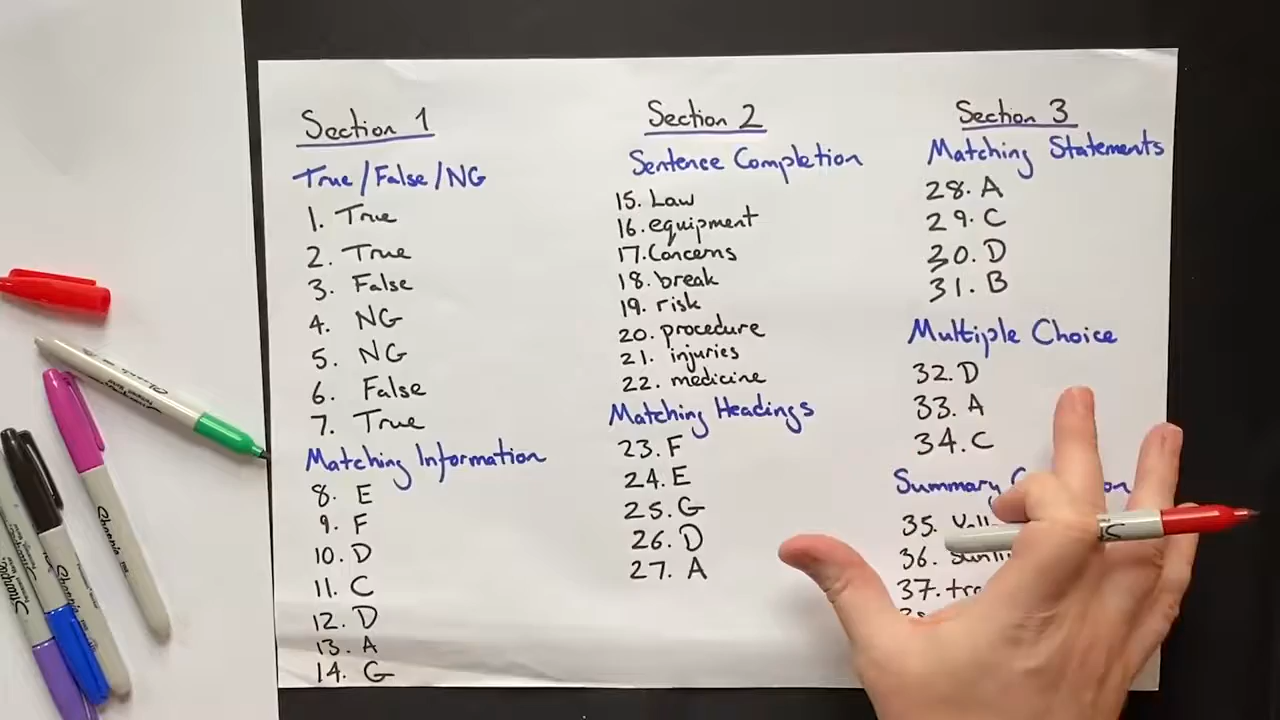 Section 1
True/False/NG
1. True
2. True
3. False
4. NG
5. NG
6. False
7. True
Matching Information
8. E
9. F
10. D
11. C
12. D
13. A
14. G
Section 2
Sentence Completion
15. Law
16. equipment
17. Concerns
18. break
19. risk
20. procedure
21. injuries
22. medicine
Matching Headings
23. F
24. E
25. G
26. D
27. A
Section 3
Matching Statements
28. A
29. C
30. D
31. B
Multiple Choice
32. D
33. A
34. C
Summary
35.
36.
37.
Sharpie
Sharpie